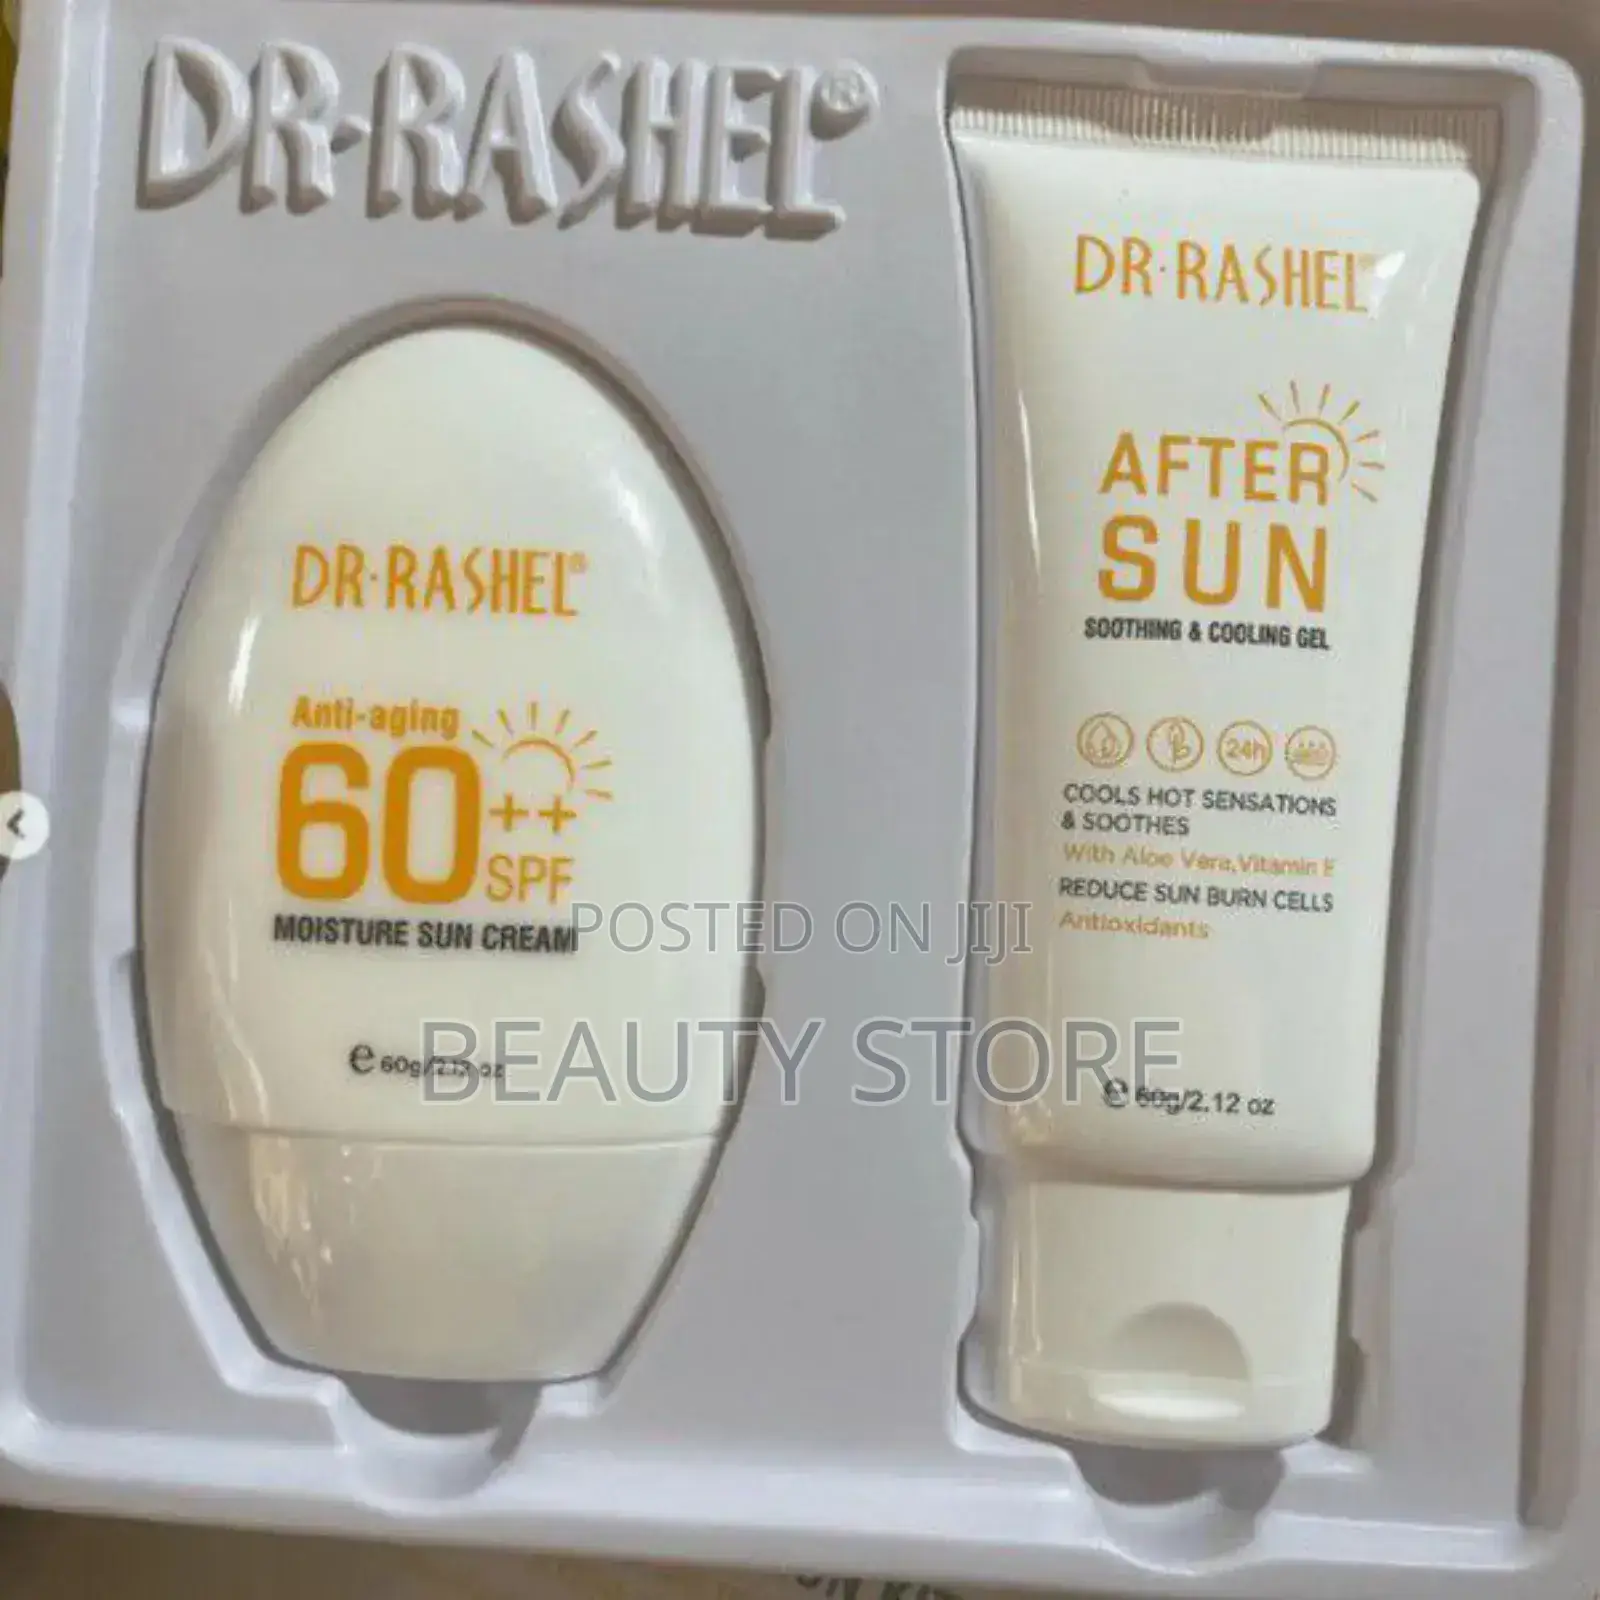 DR·RASHEL®
DR·RASHEL®
Anti-aging
60++
SPF
MOISTURE SUN CREAM
e 60g/2.12 oz
DR·RASHEL
AFTER
SUN
SOOTHING & COOLING GEL
24h
COOLS HOT SENSATIONS
& SOOTHES
With Aloe Vera, Vitamin E
REDUCE SUN BURN CELLS
Antioxidants
e 60g/2.12 oz
POSTED ON JIJI
BEAUTY STORE